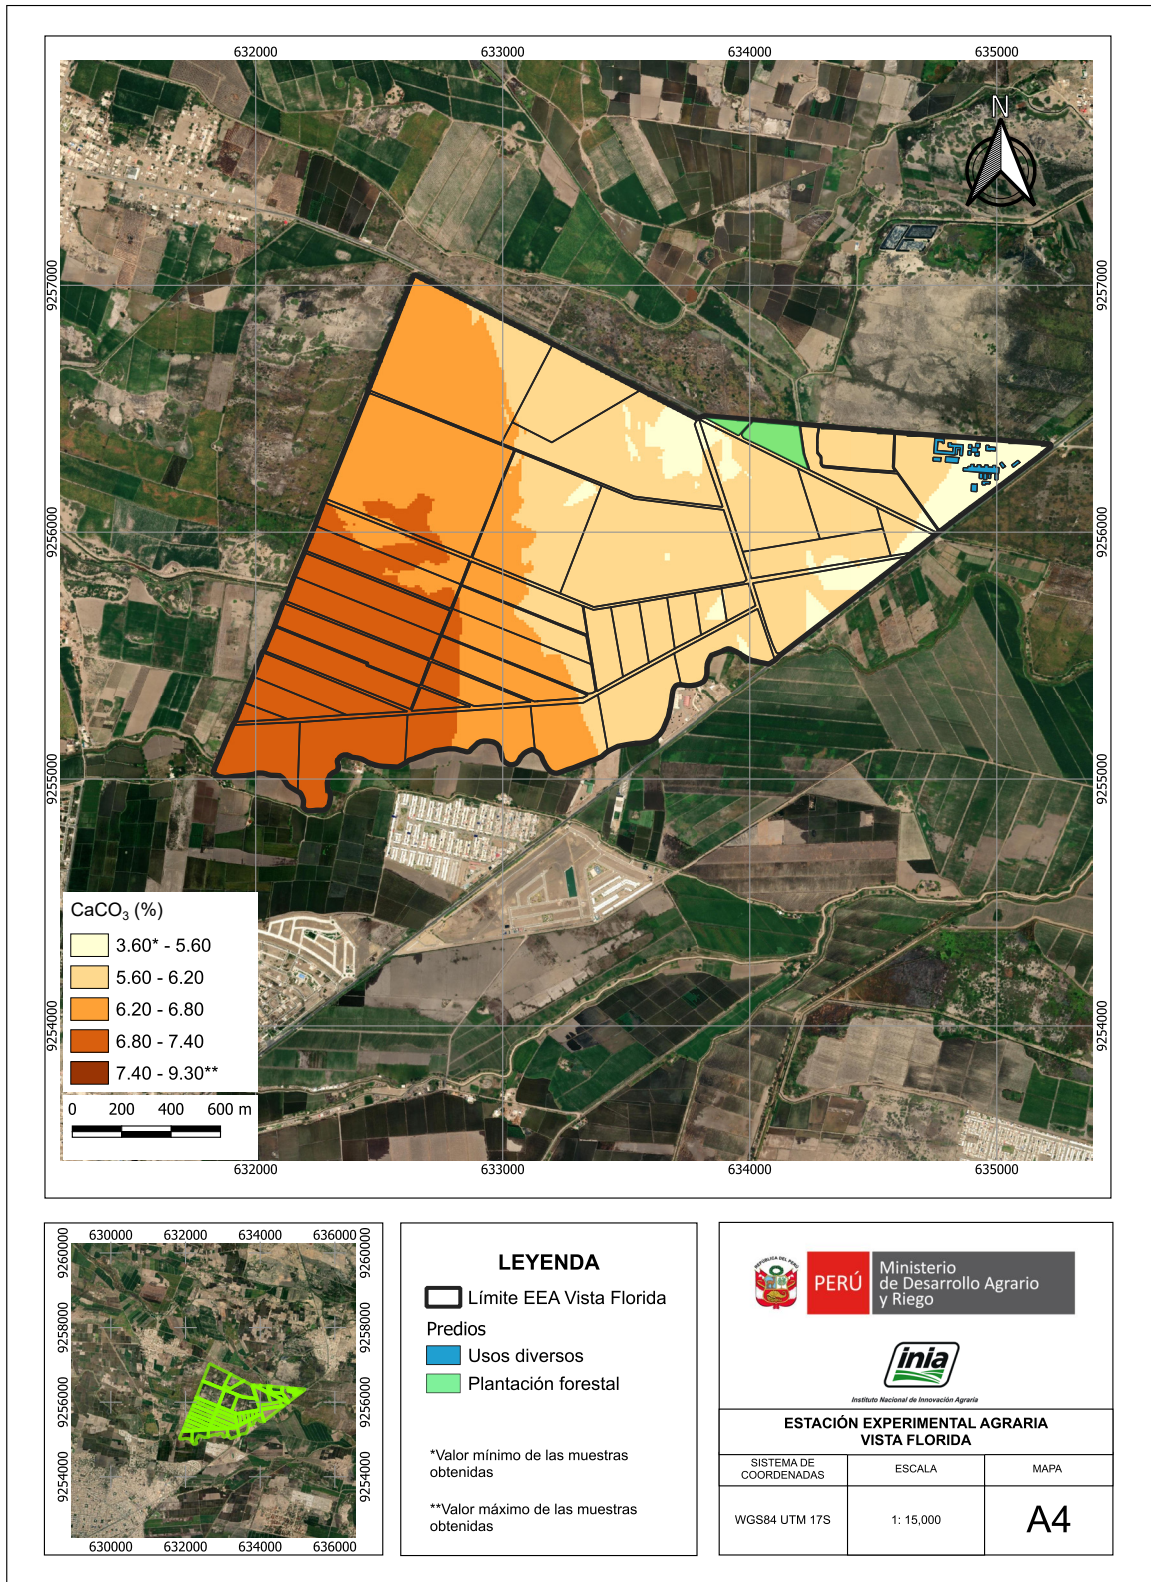 632000 633000 634000 635000
N
9257000 9257000
9256000 9256000
9255000 9255000
9254000 9254000
CaCO₃ (%)
3.60* - 5.60
5.60 - 6.20
6.20 - 6.80
6.80 - 7.40
7.40 - 9.30**
0 200 400 600 m
632000 633000 634000 635000
630000 632000 634000 636000
9260000 9260000
9258000 9258000
9256000 9256000
9254000 9254000
630000 632000 634000 636000
LEYENDA
Límite EEA Vista Florida
Predios
Usos diversos
Plantación forestal
*Valor mínimo de las muestras
obtenidas
**Valor máximo de las muestras
obtenidas
REPÚBLICA DEL PERÚ
PERÚ
Ministerio
de Desarrollo Agrario
y Riego
inia
Instituto Nacional de Innovación Agraria
ESTACIÓN EXPERIMENTAL AGRARIA
VISTA FLORIDA
SISTEMA DE
COORDENADAS
ESCALA
MAPA
WGS84 UTM 17S
1: 15,000
A4